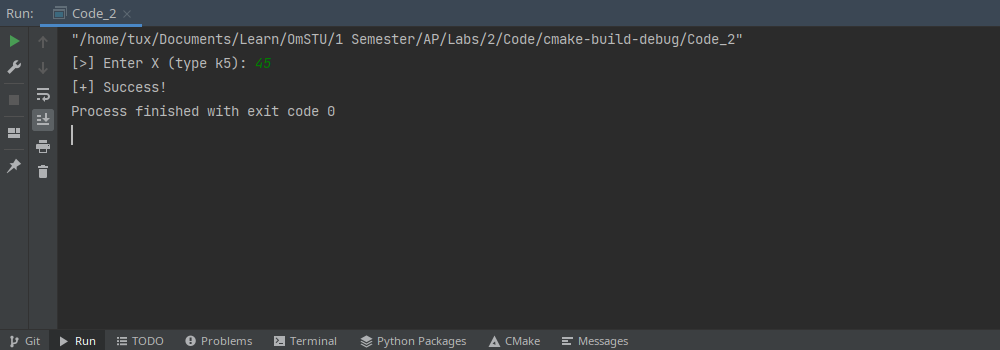 Run: Code_2
"/home/tux/Documents/Learn/OmSTU/1 Semester/AP/Labs/2/Code/cmake-build-debug/Code_2"
[>] Enter X (type k5): 45
[+] Success!
Process finished with exit code 0
Git Run TODO Problems Terminal Python Packages CMake Messages